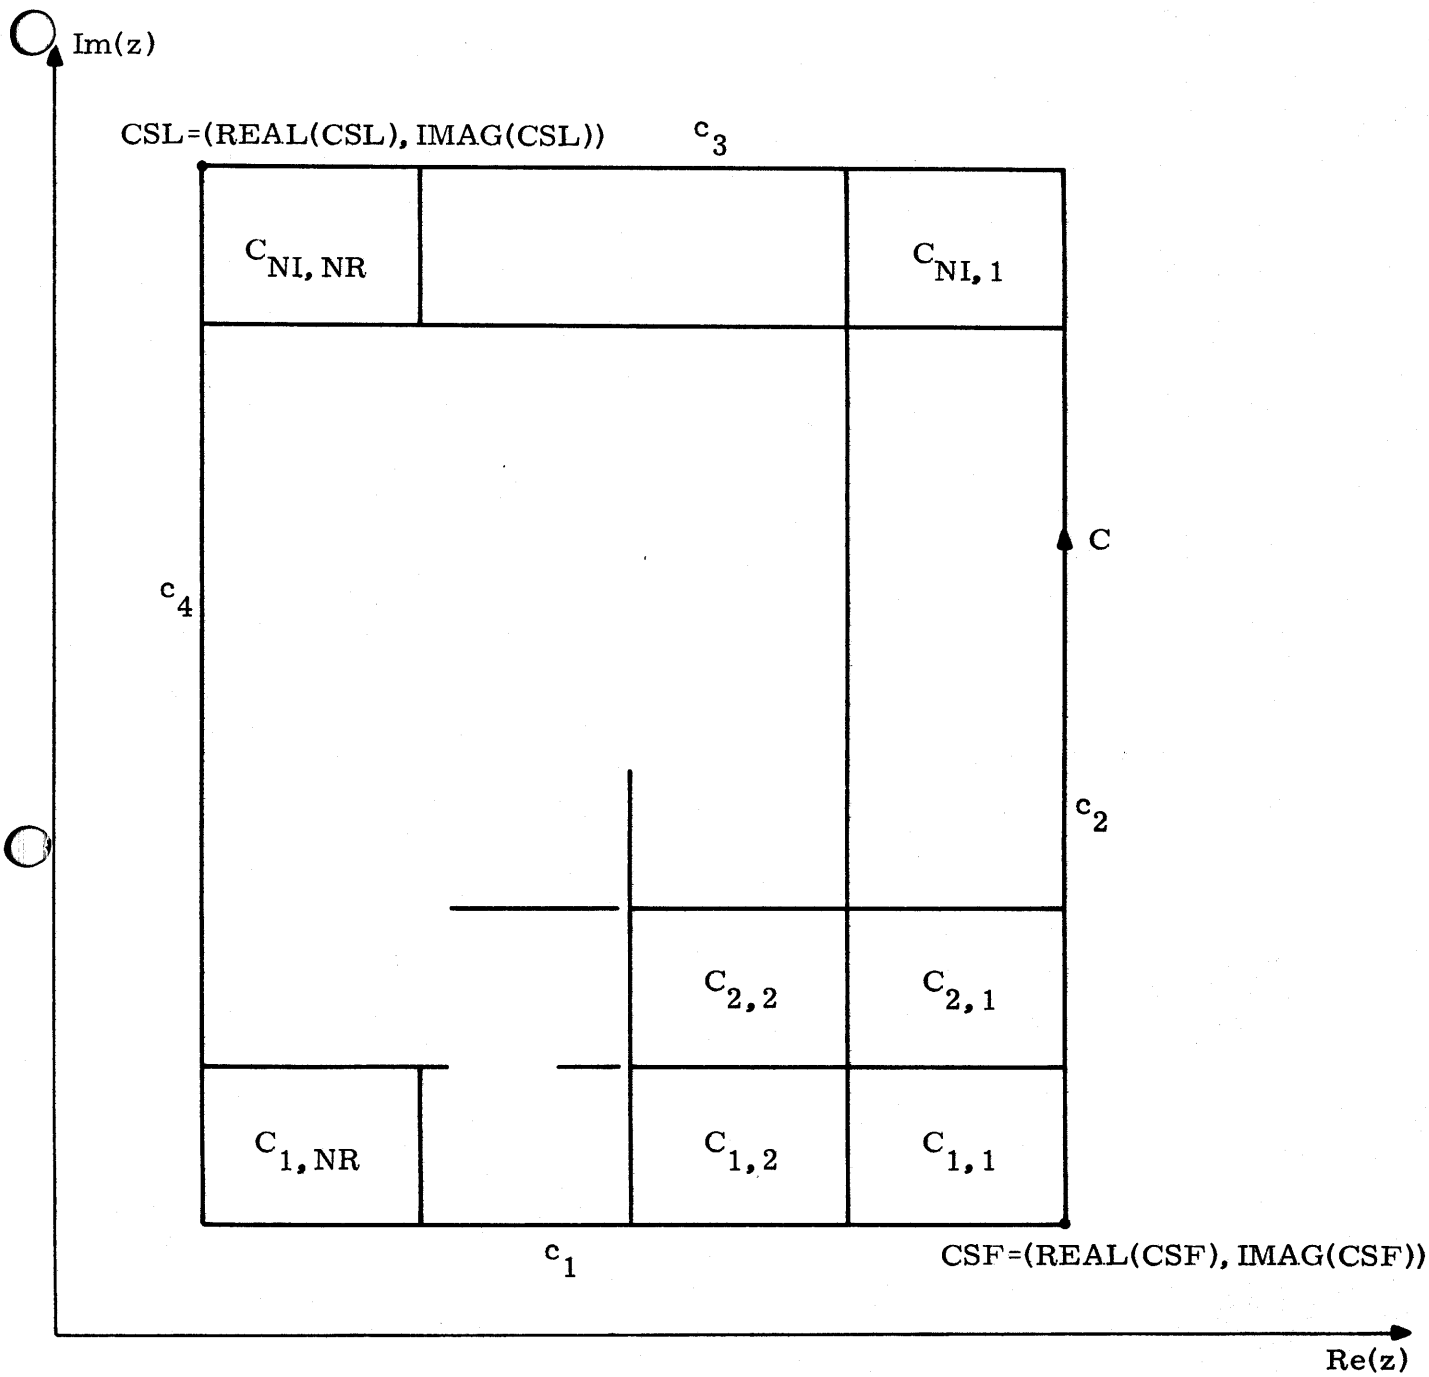 Im(z)
CSL=(REAL(CSL), IMAG(CSL))
c3
CNI, NR
CNI, 1
C
c4
c2
C2,2
C2,1
C1, NR
C1,2
C1,1
c1
CSF=(REAL(CSF), IMAG(CSF))
Re(z)